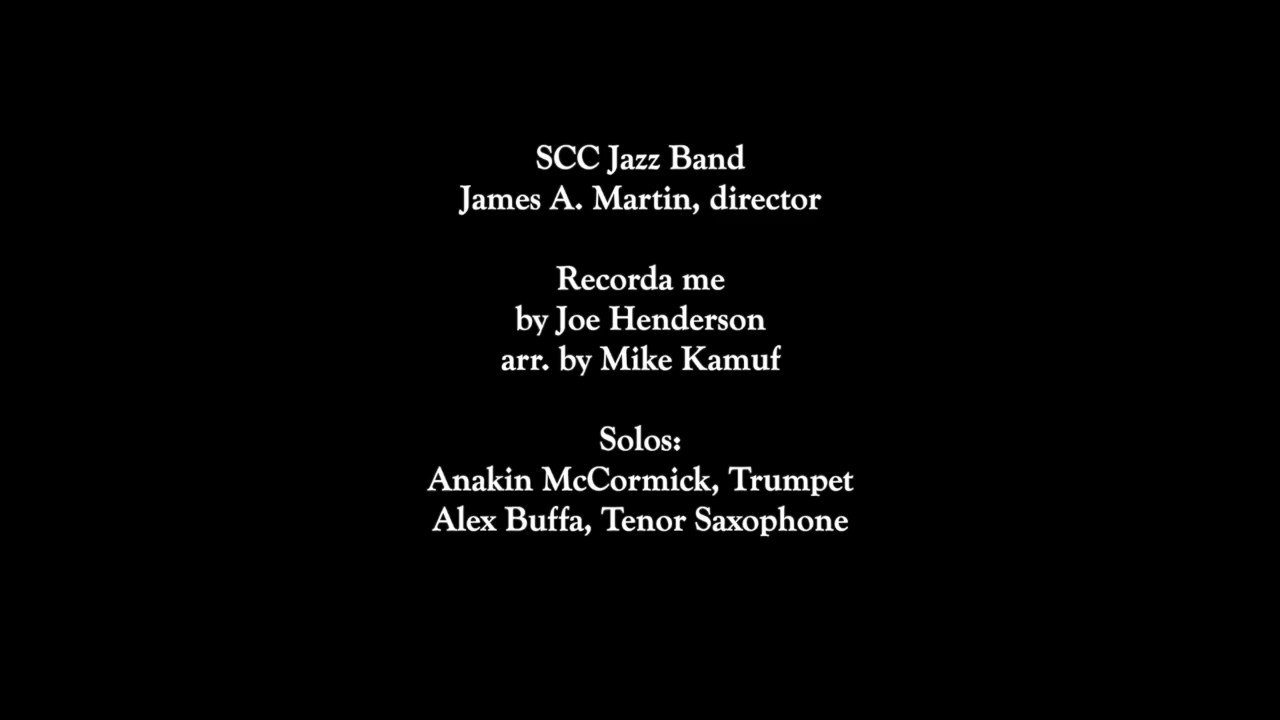 SCC Jazz Band
James A. Martin, director
Recorda me
by Joe Henderson
arr. by Mike Kamuf
Solos:
Anakin McCormick, Trumpet
Alex Buffa, Tenor Saxophone